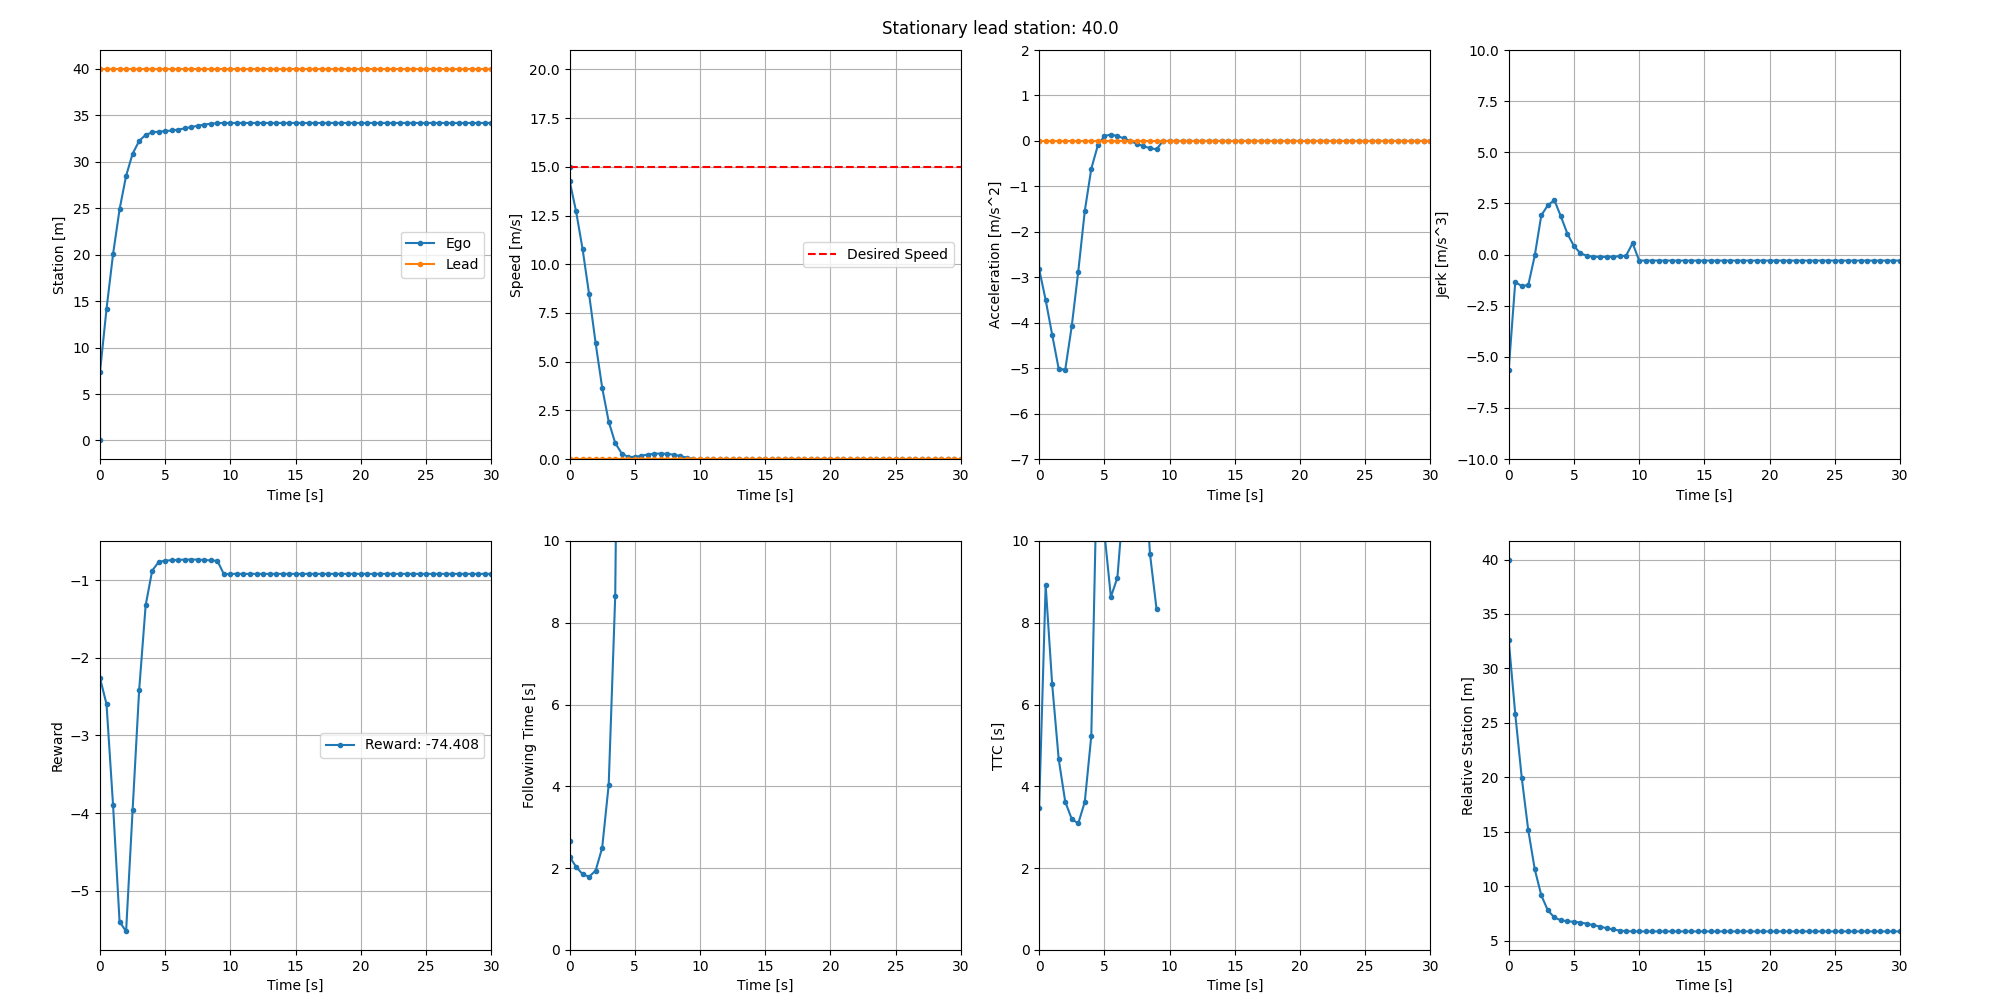 Stationary lead station: 40.0
Station [m]
40
35
30
25
20
15
10
5
0
Ego
Lead
0 5 10 15 20 25 30
Time [s]
Speed [m/s]
20.0
17.5
15.0
12.5
10.0
7.5
5.0
2.5
0.0
Desired Speed
0 5 10 15 20 25 30
Time [s]
Acceleration [m/s^2]
2
1
0
−1
−2
−3
−4
−5
−6
−7
0 5 10 15 20 25 30
Time [s]
Jerk [m/s^3]
10.0
7.5
5.0
2.5
0.0
−2.5
−5.0
−7.5
−10.0
0 5 10 15 20 25 30
Time [s]
Reward
−1
−2
−3
−4
−5
Reward: -74.408
0 5 10 15 20 25 30
Time [s]
Following Time [s]
10
8
6
4
2
0
0 5 10 15 20 25 30
Time [s]
TTC [s]
10
8
6
4
2
0
0 5 10 15 20 25 30
Time [s]
Relative Station [m]
40
35
30
25
20
15
10
5
0 5 10 15 20 25 30
Time [s]